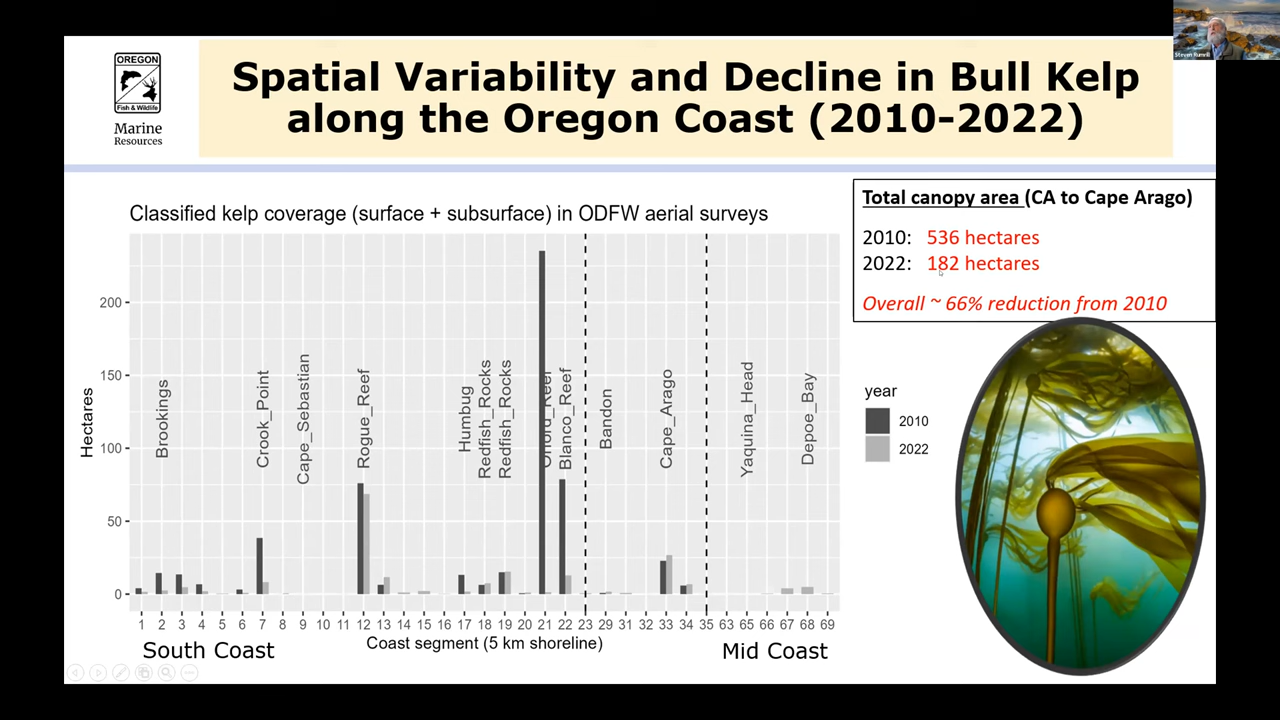 OREGON
Fish & Wildlife
Marine
Resources
Spatial Variability and Decline in Bull Kelp
along the Oregon Coast (2010-2022)
Total canopy area (CA to Cape Arago)
2010: 536 hectares
2022: 182 hectares
Overall ~ 66% reduction from 2010
Classified kelp coverage (surface + subsurface) in ODFW aerial surveys
Hectares
200
150
100
50
0
Brookings
Crook_Point
Cape_Sebastian
Rogue_Reef
Humbug
Redfish_Rocks
Redfish_Rocks
Orford_Reef
Blanco_Reef
Bandon
Cape_Arago
Yaquina_Head
Depoe_Bay
year
2010
2022
1 2 3 4 5 6 7 8 9 10 11 12 13 14 15 16 17 18 19 20 21 22 23 29 31 32 33 34 35 63 65 66 67 68 69
Coast segment (5 km shoreline)
South Coast
Mid Coast